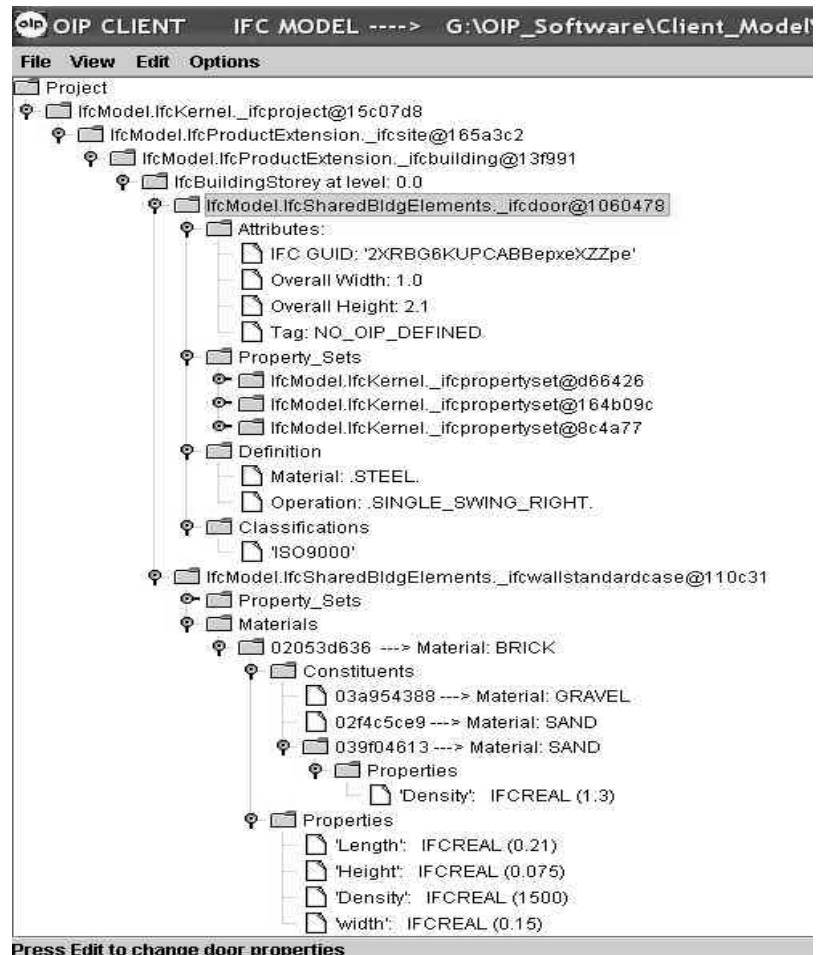 oip OIP CLIENT IFC MODEL ----> G:\OIP_Software\Client_Model\
File View Edit Options
Project
IfcModel.IfcKernel._ifcproject@15c07d8
IfcModel.IfcProductExtension._ifcsite@165a3c2
IfcModel.IfcProductExtension._ifcbuilding@13f991
IfcBuildingStorey at level: 0.0
IfcModel.IfcSharedBldgElements._ifcdoor@1060478
Attributes:
IFC GUID: '2XRBG6KUPCABBepxeXZZpe'
Overall Width: 1.0
Overall Height: 2.1
Tag: NO_OIP_DEFINED.
Property_Sets
IfcModel.IfcKernel._ifcpropertyset@d66426
IfcModel.IfcKernel._ifcpropertyset@164b09c
IfcModel.IfcKernel._ifcpropertyset@8c4a77
Definition
Material: .STEEL.
Operation: .SINGLE_SWING_RIGHT.
Classifications
'ISO9000'
IfcModel.IfcSharedBldgElements._ifcwallstandardcase@110c31
Property_Sets
Materials
02053d636 ---> Material: BRICK
Constituents
03a954388 ---> Material: GRAVEL
02f4c5ce9 ---> Material: SAND
039f04613 ---> Material: SAND
Properties
'Density': IFCREAL (1.3)
Properties
'Length': IFCREAL (0.21)
'Height': IFCREAL (0.075)
'Density': IFCREAL (1500)
'width': IFCREAL (0.15)
Press Edit to change door properties